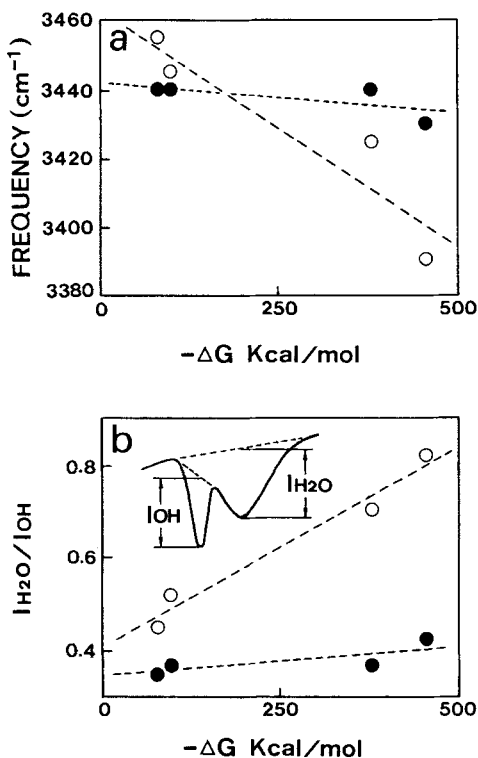 a
3460
3440
3420
3400
3380
FREQUENCY (cm⁻¹)
0
250
500
-ΔG Kcal/mol
b
0.8
0.6
0.4
IH2O/IOH
IOH
IH2O
0
250
500
-ΔG Kcal/mol